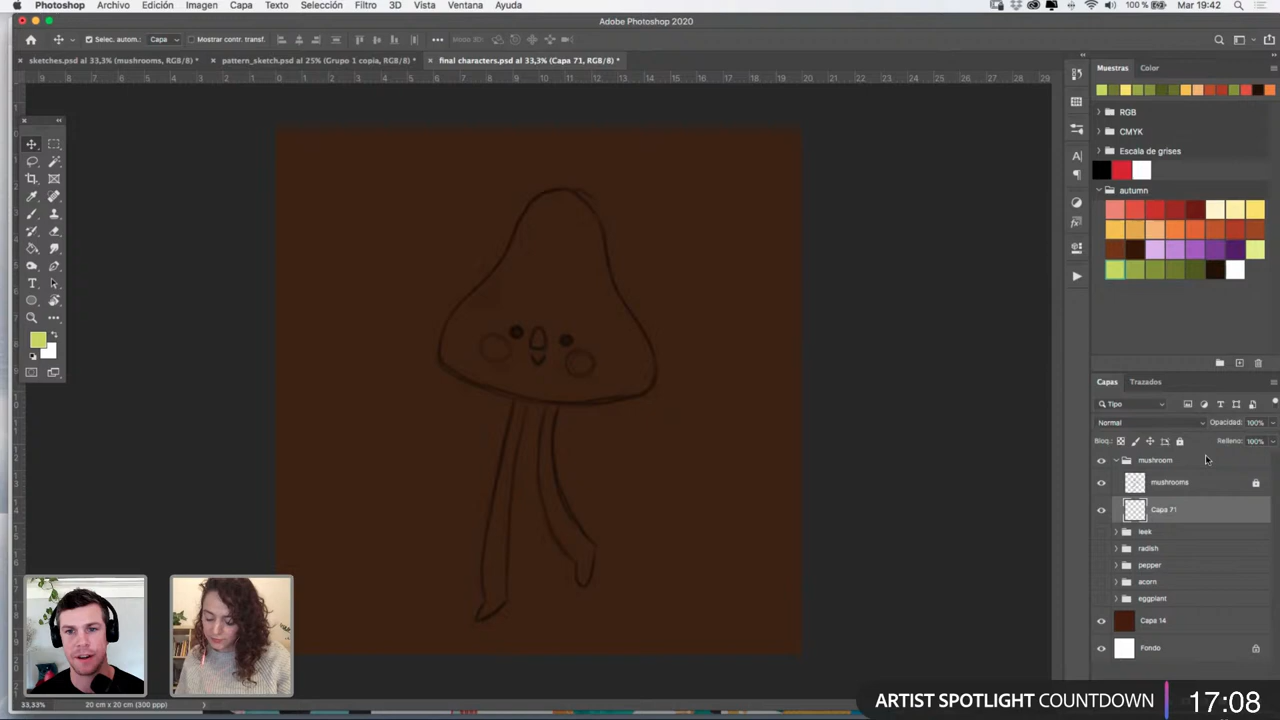 Photoshop Archivo Edición Imagen Capa Texto Selección Filtro 3D Vista Ventana Ayuda 100 % Mar 19:42
Adobe Photoshop 2020
Selec. autom.: Capa Mostrar contr. transf. ••• Modo 3D:
× sketches.psd al 33,3% (mushrooms, RGB/8) * × pattern_sketch.psd al 25% (Grupo 1 copia, RGB/8) * × final characters.psd al 33,3% (Capa 71, RGB/8) *
Muestras Color
RGB
CMYK
Escala de grises
autumn
Capas Trazados
Tipo
Normal Opacidad: 100%
Bloq.: Relleno: 100%
mushroom
mushrooms
Capa 71
leek
radish
pepper
acorn
eggplant
Capa 14
Fondo
33,33% 20 cm x 20 cm (300 ppp)
ARTIST SPOTLIGHT COUNTDOWN 17:08